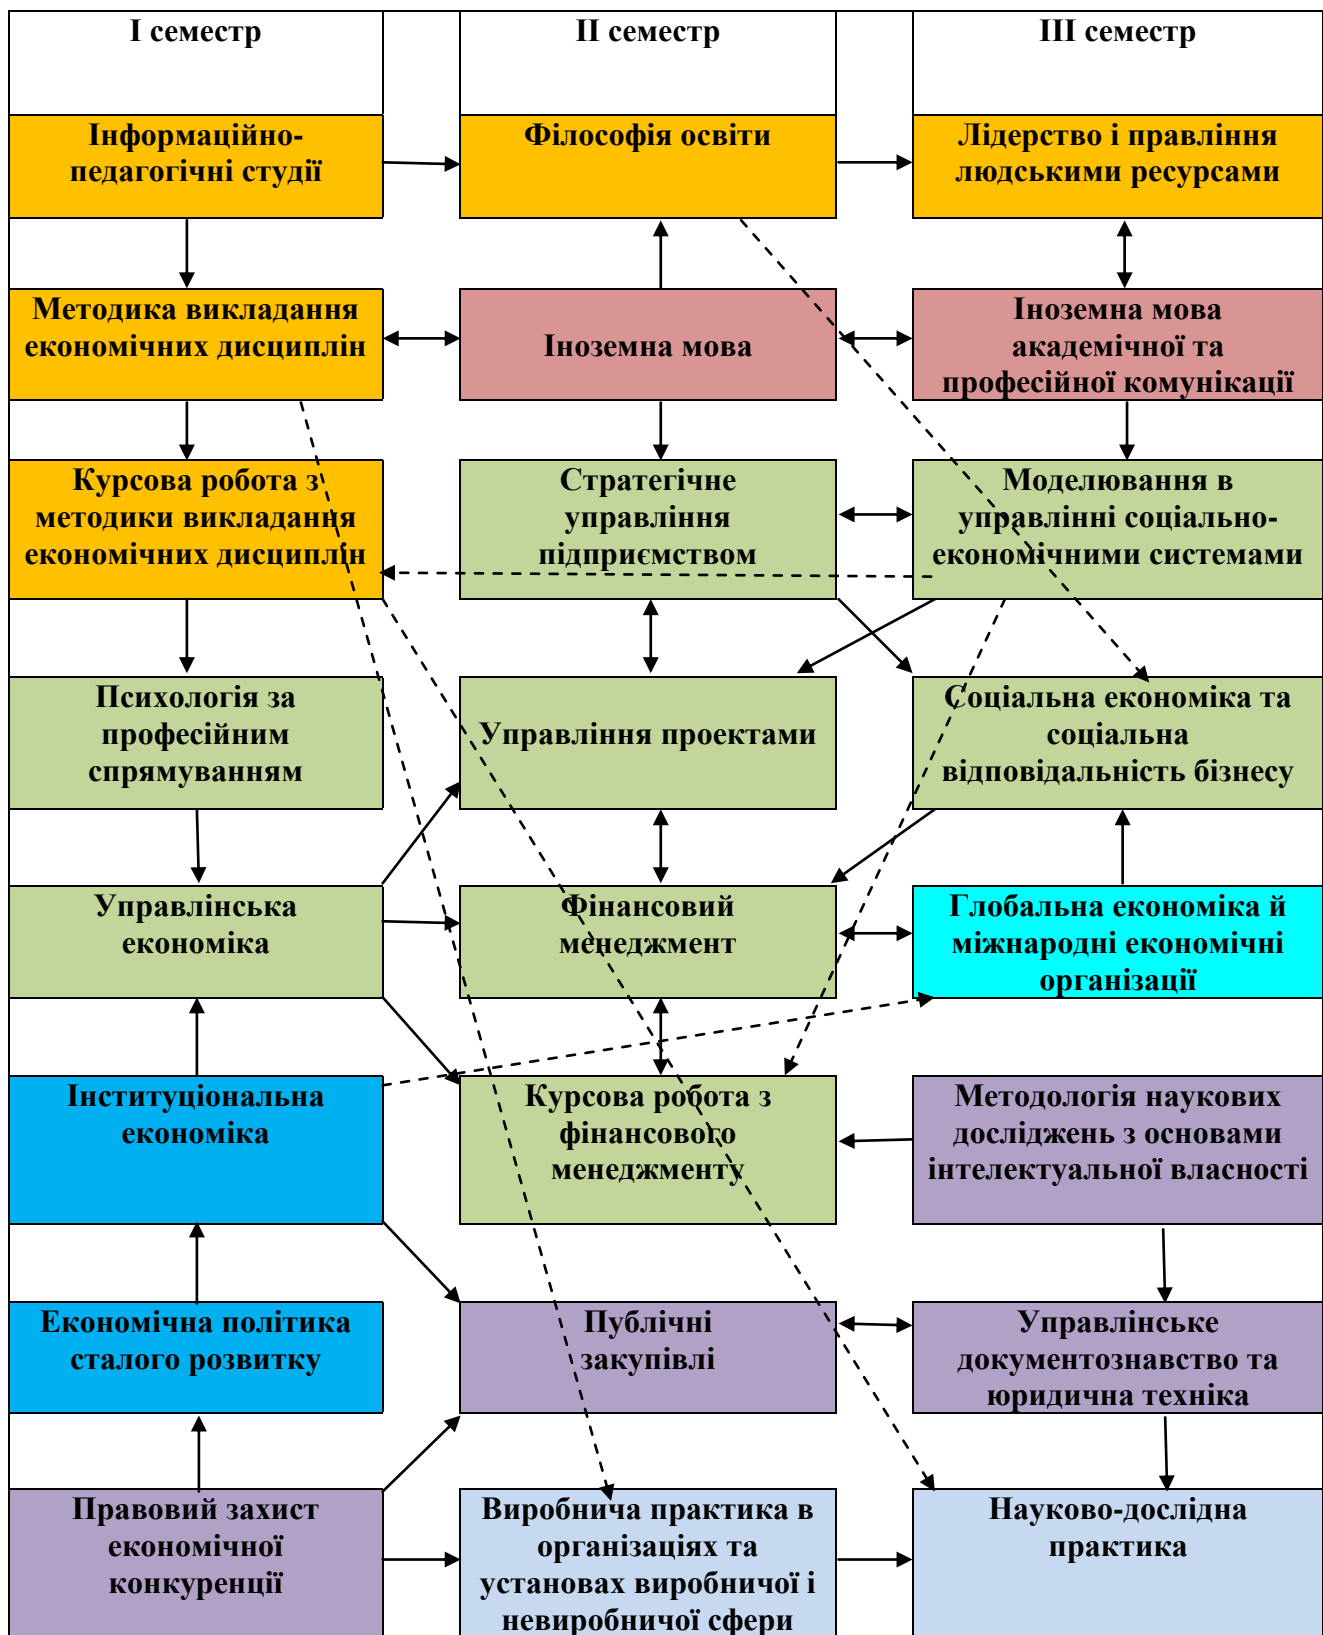 I семестр
II семестр
III семестр
Інформаційно-
педагогічні студії
Філософія освіти
Лідерство і правління
людськими ресурсами
Методика викладання
економічних дисциплін
Іноземна мова
Іноземна мова
академічної та
професійної комунікації
Курсова робота з
методики викладання
економічних дисциплін
Стратегічне
управління
підприємством
Моделювання в
управлінні соціально-
економічними системами
Психологія за
професійним
спрямуванням
Управління проектами
Соціальна економіка та
соціальна
відповідальність бізнесу
Управлінська
економіка
Фінансовий
менеджмент
Глобальна економіка й
міжнародні економічні
організації
Інституціональна
економіка
Курсова робота з
фінансового
менеджменту
Методологія наукових
досліджень з основами
інтелектуальної власності
Економічна політика
сталого розвитку
Публічні
закупівлі
Управлінське
документознавство та
юридична техніка
Правовий захист
економічної
конкуренції
Виробнича практика в
організаціях та
установах виробничої і
невиробничої сфери
Науково-дослідна
практика